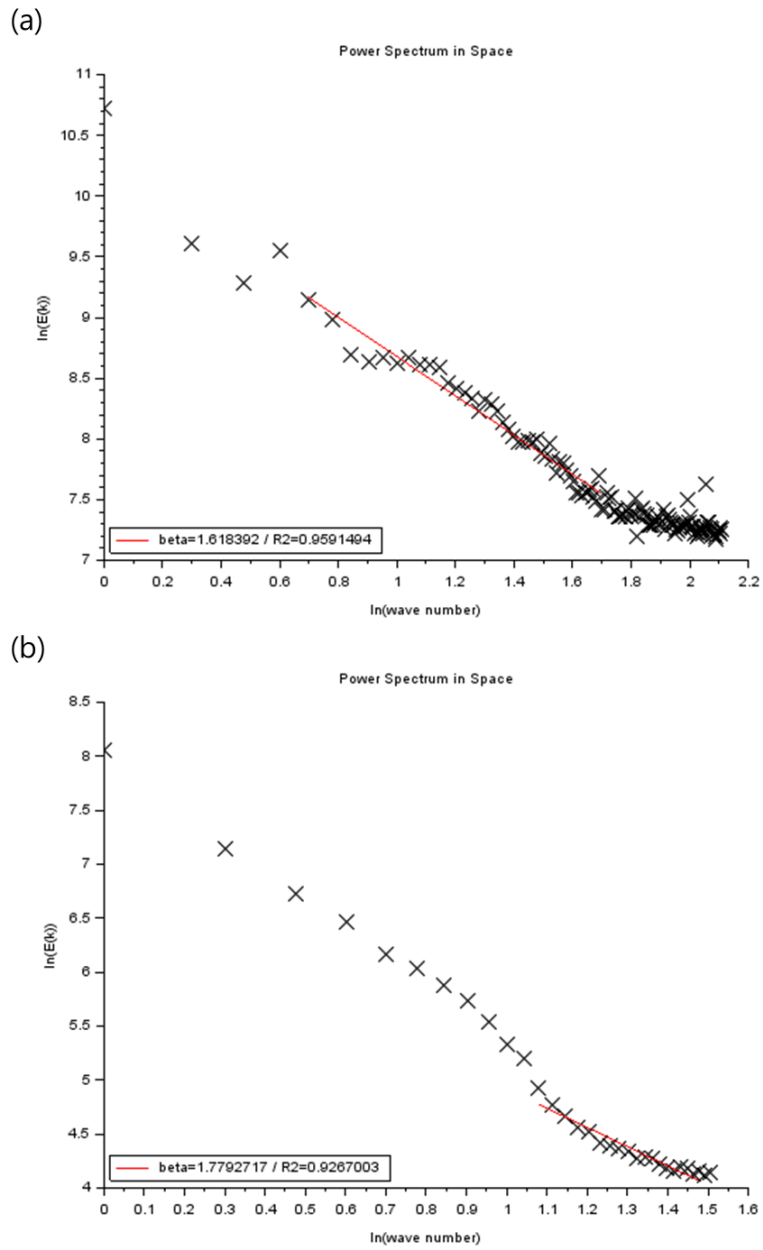 (a)
Power Spectrum in Space
11
10.5
10
9.5
9
8.5
8
7.5
7
ln(E(k))
beta=1.618392 / R2=0.9591494
0 0.2 0.4 0.6 0.8 1 1.2 1.4 1.6 1.8 2 2.2
ln(wave number)
(b)
Power Spectrum in Space
8.5
8
7.5
7
6.5
6
5.5
5
4.5
4
ln(E(k))
beta=1.7792717 / R2=0.9267003
0 0.1 0.2 0.3 0.4 0.5 0.6 0.7 0.8 0.9 1 1.1 1.2 1.3 1.4 1.5 1.6
ln(wave number)